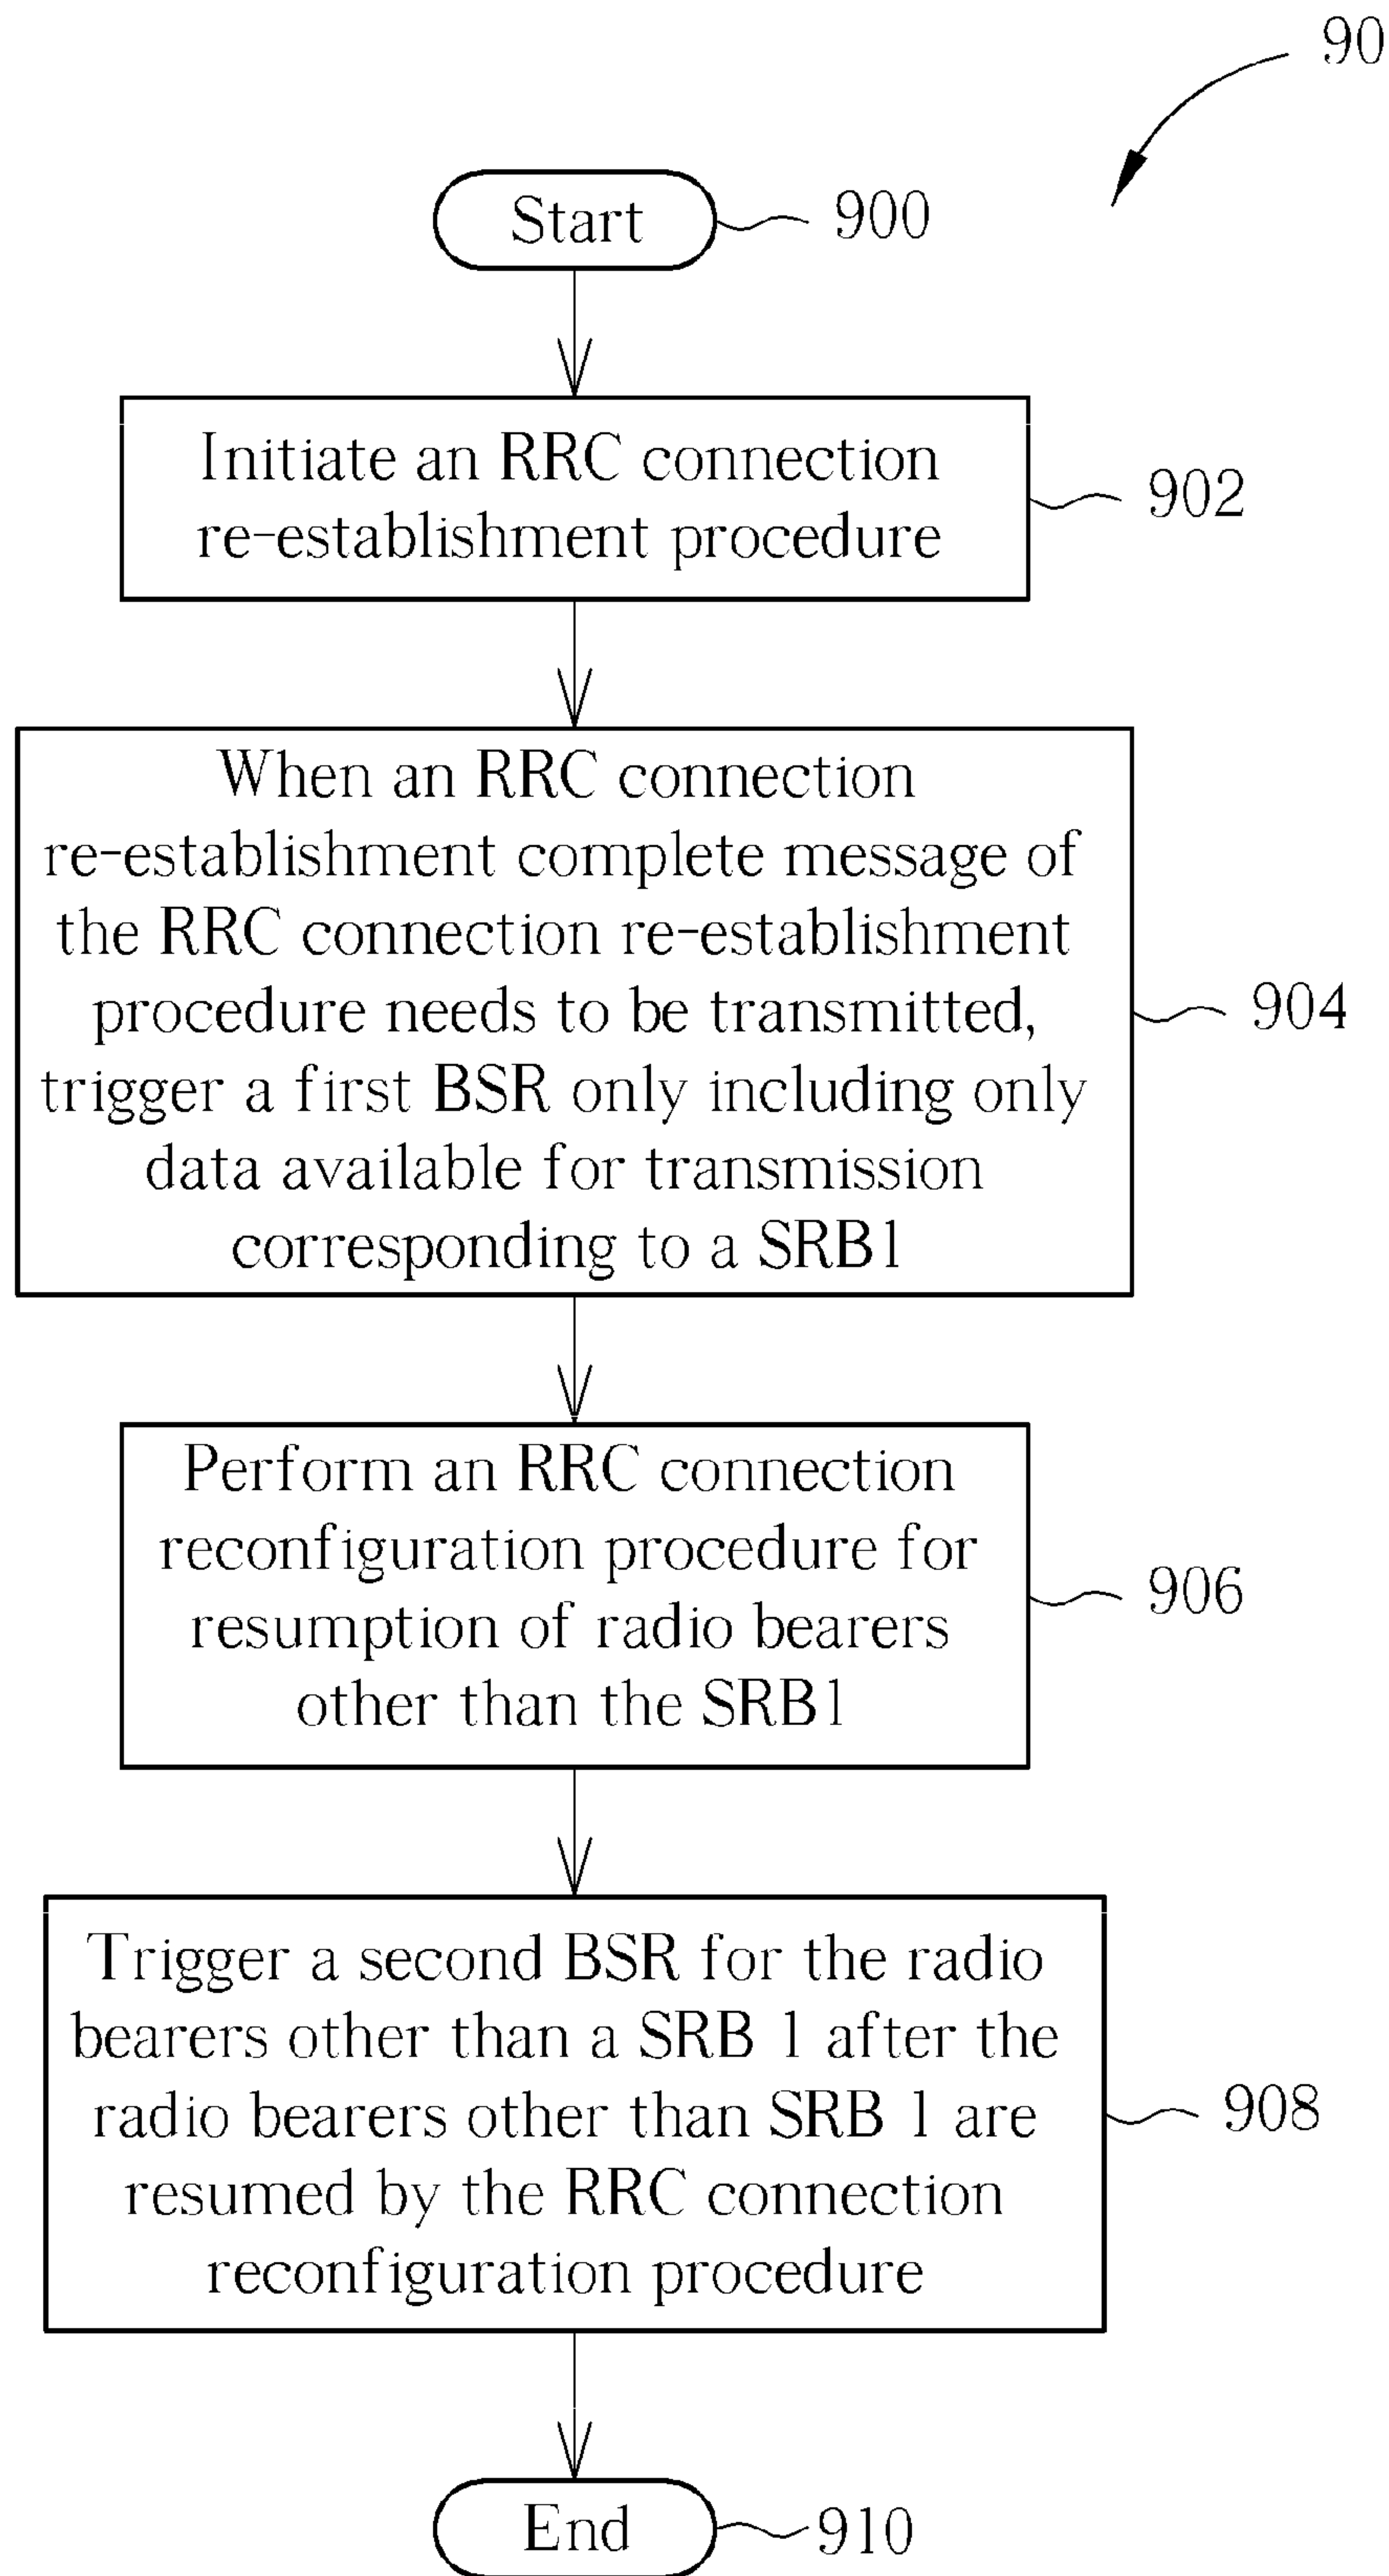 90
Start
900
Initiate an RRC connection
re-establishment procedure
902
When an RRC connection
re-establishment complete message of
the RRC connection re-establishment
procedure needs to be transmitted,
trigger a first BSR only including only
data available for transmission
corresponding to a SRB1
904
Perform an RRC connection
reconfiguration procedure for
resumption of radio bearers
other than the SRB1
906
Trigger a second BSR for the radio
bearers other than a SRB 1 after the
radio bearers other than SRB 1 are
resumed by the RRC connection
reconfiguration procedure
908
End
910